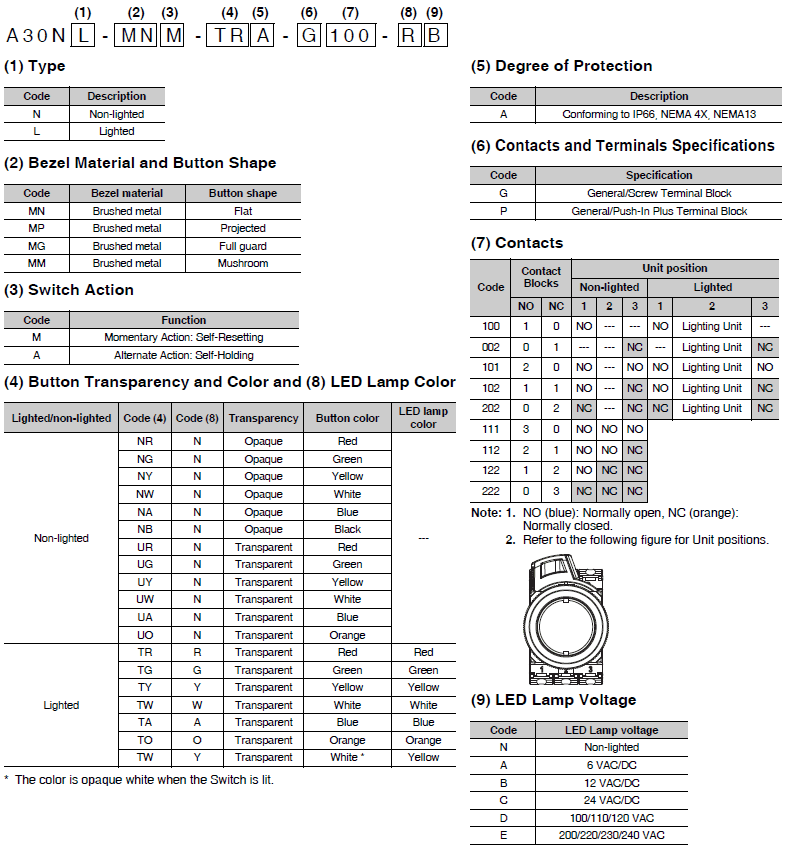 (1) (2) (3) (4) (5) (6) (7) (8) (9)
A30N L - MN M - TR A - G 100 - R B
(1) Type
Code Description
N Non-lighted
L Lighted
(2) Bezel Material and Button Shape
Code Bezel material Button shape
MN Brushed metal Flat
MP Brushed metal Projected
MG Brushed metal Full guard
MM Brushed metal Mushroom
(3) Switch Action
Code Function
M Momentary Action: Self-Resetting
A Alternate Action: Self-Holding
(4) Button Transparency and Color and (8) LED Lamp Color
Lighted/non-lighted Code (4) Code (8) Transparency Button color LED lamp color
Non-lighted
NR N Opaque Red
NG N Opaque Green
NY N Opaque Yellow
NW N Opaque White
NA N Opaque Blue
NB N Opaque Black
UR N Transparent Red
UG N Transparent Green
UY N Transparent Yellow
UW N Transparent White
UA N Transparent Blue
UO N Transparent Orange
---
Lighted
TR R Transparent Red Red
TG G Transparent Green Green
TY Y Transparent Yellow Yellow
TW W Transparent White White
TA A Transparent Blue Blue
TO O Transparent Orange Orange
TW Y Transparent White * Yellow
* The color is opaque white when the Switch is lit.
(5) Degree of Protection
Code Description
A Conforming to IP66, NEMA 4X, NEMA13
(6) Contacts and Terminals Specifications
Code Specification
G General/Screw Terminal Block
P General/Push-In Plus Terminal Block
(7) Contacts
Code Contact Blocks Unit position
Non-lighted Lighted
NO NC 1 2 3 1 2 3
100 1 0 NO --- --- NO Lighting Unit ---
002 0 1 --- --- NC --- Lighting Unit NC
101 2 0 NO --- NO NO Lighting Unit NO
102 1 1 NO --- NC NO Lighting Unit NC
202 0 2 NC --- NC NC Lighting Unit NC
111 3 0 NO NO NO
112 2 1 NO NO NC
122 1 2 NO NC NC
222 0 3 NC NC NC
Note: 1. NO (blue): Normally open, NC (orange):
Normally closed.
2. Refer to the following figure for Unit positions.
1 2 3
(9) LED Lamp Voltage
Code LED Lamp voltage
N Non-lighted
A 6 VAC/DC
B 12 VAC/DC
C 24 VAC/DC
D 100/110/120 VAC
E 200/220/230/240 VAC